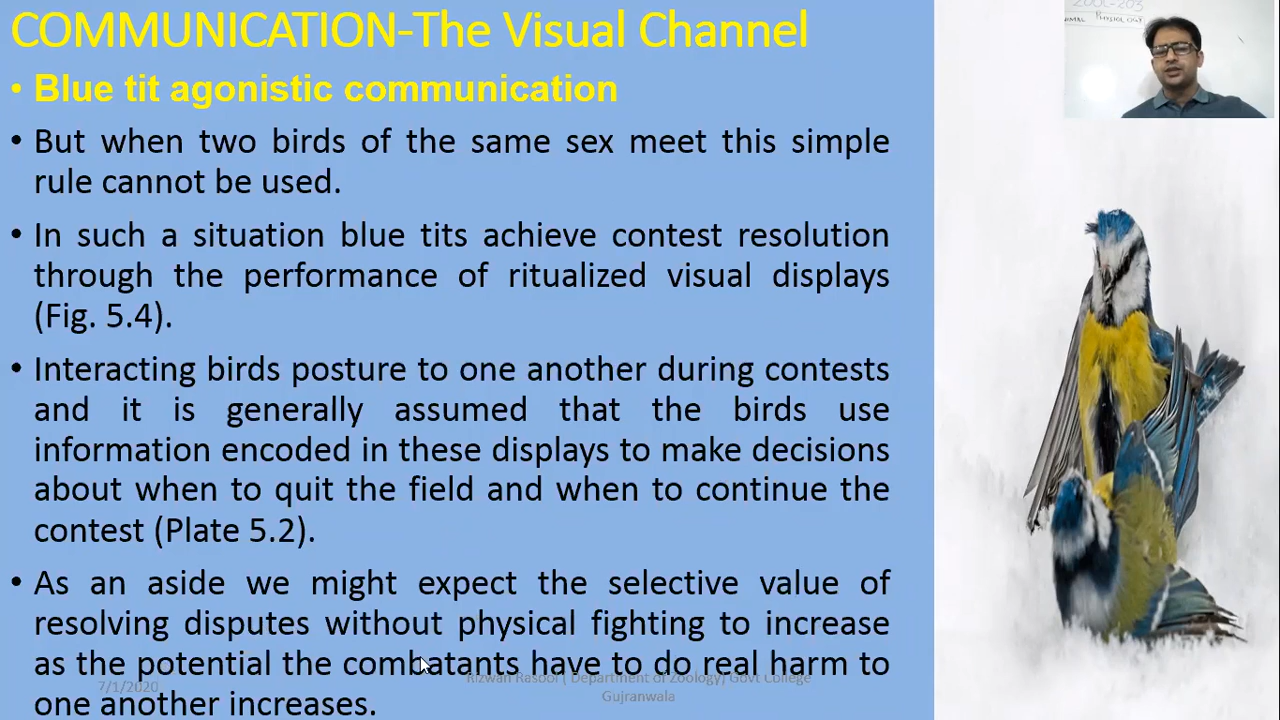 COMMUNICATION-The Visual Channel
ZOOL-203
PHYSIOLOGY
• Blue tit agonistic communication
• But when two birds of the same sex meet this simple
rule cannot be used.
• In such a situation blue tits achieve contest resolution
through the performance of ritualized visual displays
(Fig. 5.4).
• Interacting birds posture to one another during contests
and it is generally assumed that the birds use
information encoded in these displays to make decisions
about when to quit the field and when to continue the
contest (Plate 5.2).
• As an aside we might expect the selective value of
resolving disputes without physical fighting to increase
as the potential the combatants have to do real harm to
one another increases.
7/1/2020
Rizwan Rasool ( Department of Zoology) Govt College
Gujranwala